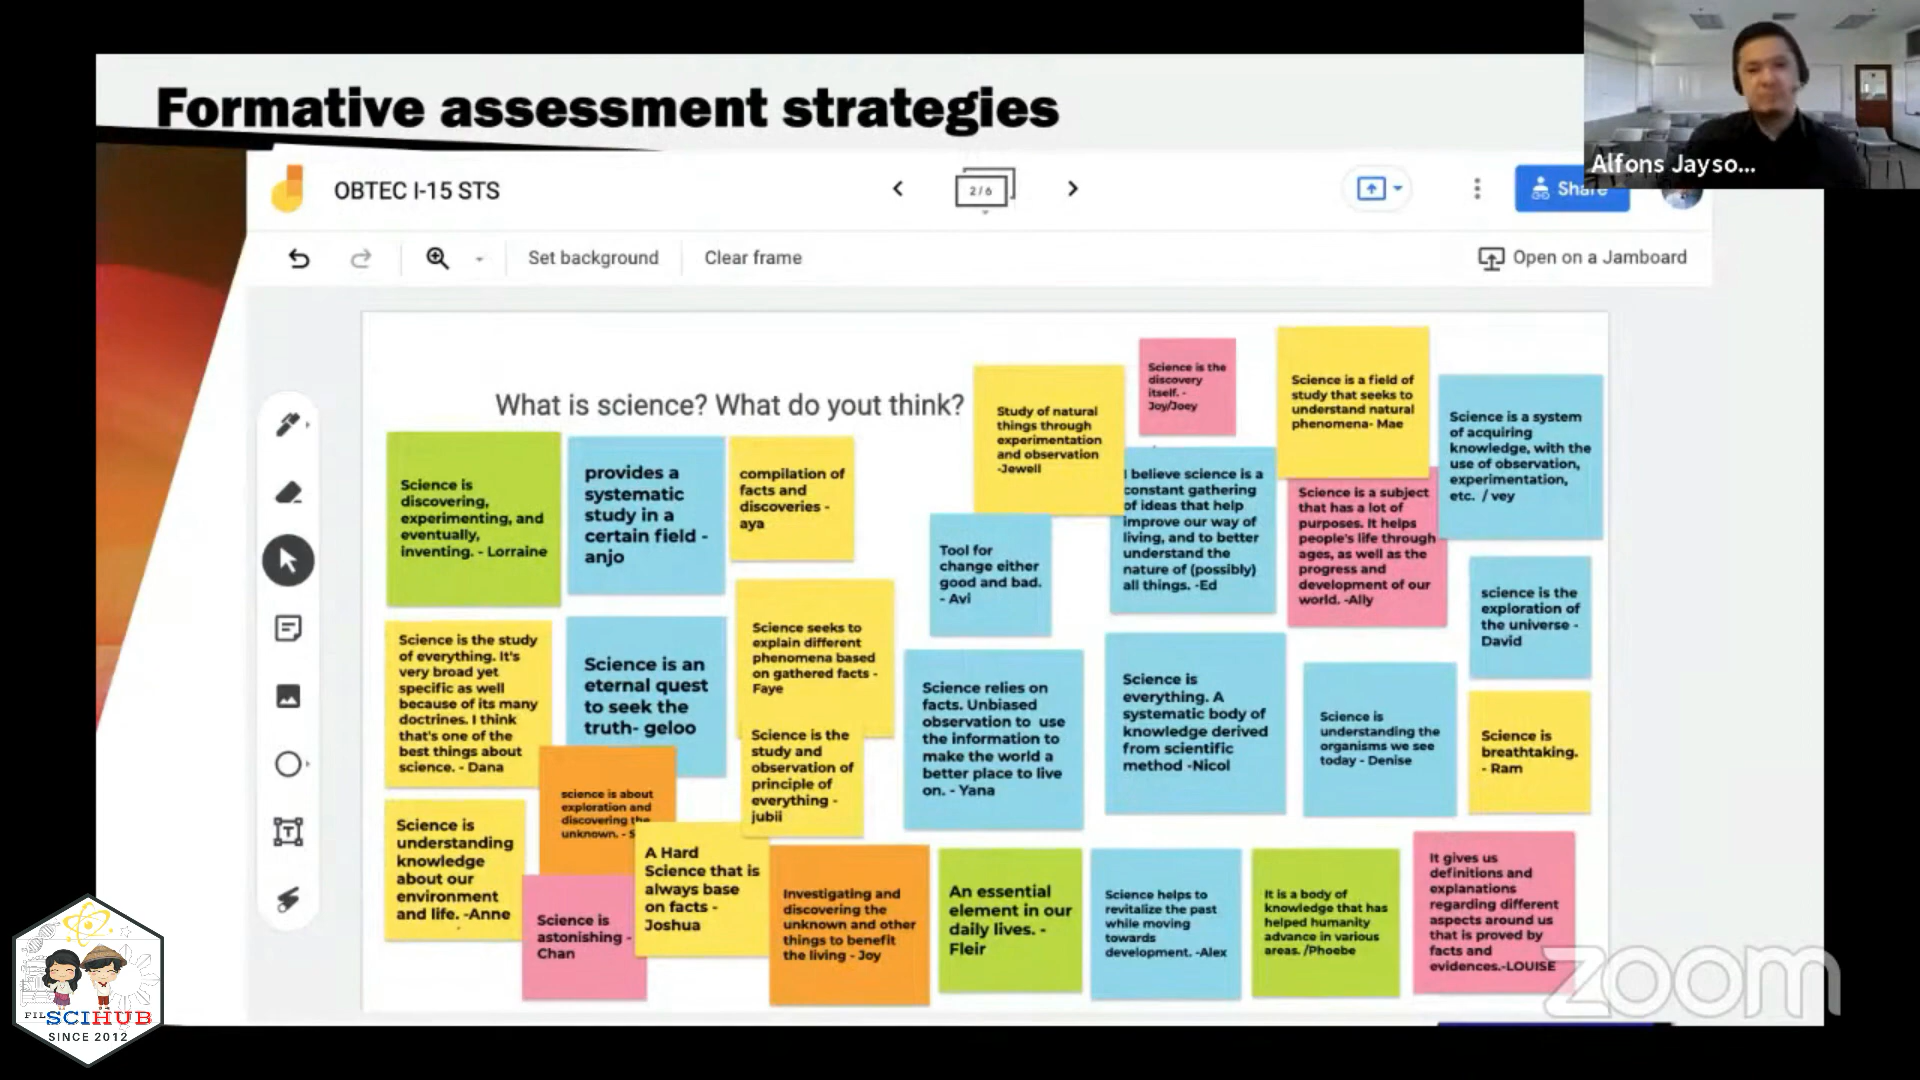 Formative assessment strategies
Alfons Jayso...
OBTEC I-15 STS
2/6
Share
Set background
Clear frame
Open on a Jamboard
What is science? What do yout think?
Science is
discovering,
experimenting, and
eventually,
inventing. - Lorraine
provides a
systematic
study in a
certain field -
anjo
compilation of
facts and
discoveries -
aya
Study of natural
things through
experimentation
and observation
-Jewell
Science is the
discovery
itself. -
Joy/Joey
Science is a field of
study that seeks to
understand natural
phenomena- Mae
Science is a system
of acquiring
knowledge, with the
use of observation,
experimentation,
etc. / vey
Tool for
change either
good and bad.
- Avi
I believe science is a
constant gathering
of ideas that help
improve our way of
living, and to better
understand the
nature of (possibly)
all things. -Ed
Science is a subject
that has a lot of
purposes. It helps
people's life through
ages, as well as the
progress and
development of our
world. -Ally
science is the
exploration of
the universe -
David
Science is the study
of everything. It's
very broad yet
specific as well
because of its many
doctrines. I think
that's one of the
best things about
science. - Dana
Science is an
eternal quest
to seek the
truth- geloo
Science seeks to
explain different
phenomena based
on gathered facts -
Faye
Science is the
study and
observation of
principle of
everything -
jubii
Science relies on
facts. Unbiased
observation to use
the information to
make the world a
better place to live
on. - Yana
Science is
everything. A
systematic body of
knowledge derived
from scientific
method -Nicol
Science is
understanding the
organisms we see
today - Denise
Science is
breathtaking.
- Ram
Science is
understanding
knowledge
about our
environment
and life. -Anne
science is about
exploration and
discovering the
unknown. - S
Science is
astonishing -
Chan
A Hard
Science that is
always base
on facts -
Joshua
Investigating and
discovering the
unknown and other
things to benefit
the living - Joy
An essential
element in our
daily lives. -
Fleir
Science helps to
revitalize the past
while moving
towards
development. -Alex
It is a body of
knowledge that has
helped humanity
advance in various
areas. /Phoebe
It gives us
definitions and
explanations
regarding different
aspects around us
that is proved by
facts and
evidences.-LOUISE
zoom
FIL SCIHUB
SINCE 2012